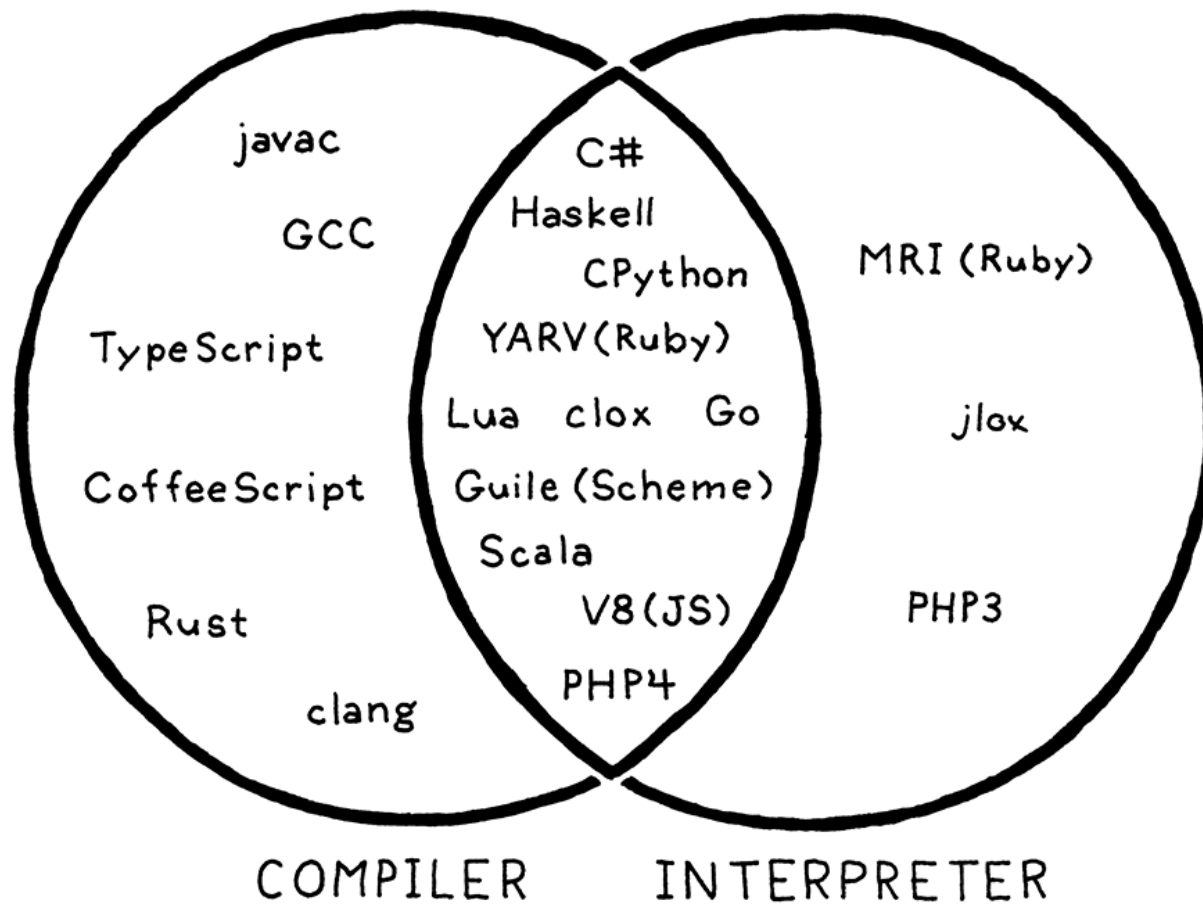 javac
GCC
TypeScript
CoffeeScript
Rust
clang
C#
Haskell
CPython
YARV(Ruby)
Lua clox Go
Guile (Scheme)
Scala
V8(JS)
PHP4
MRI (Ruby)
jlox
PHP3
COMPILER INTERPRETER